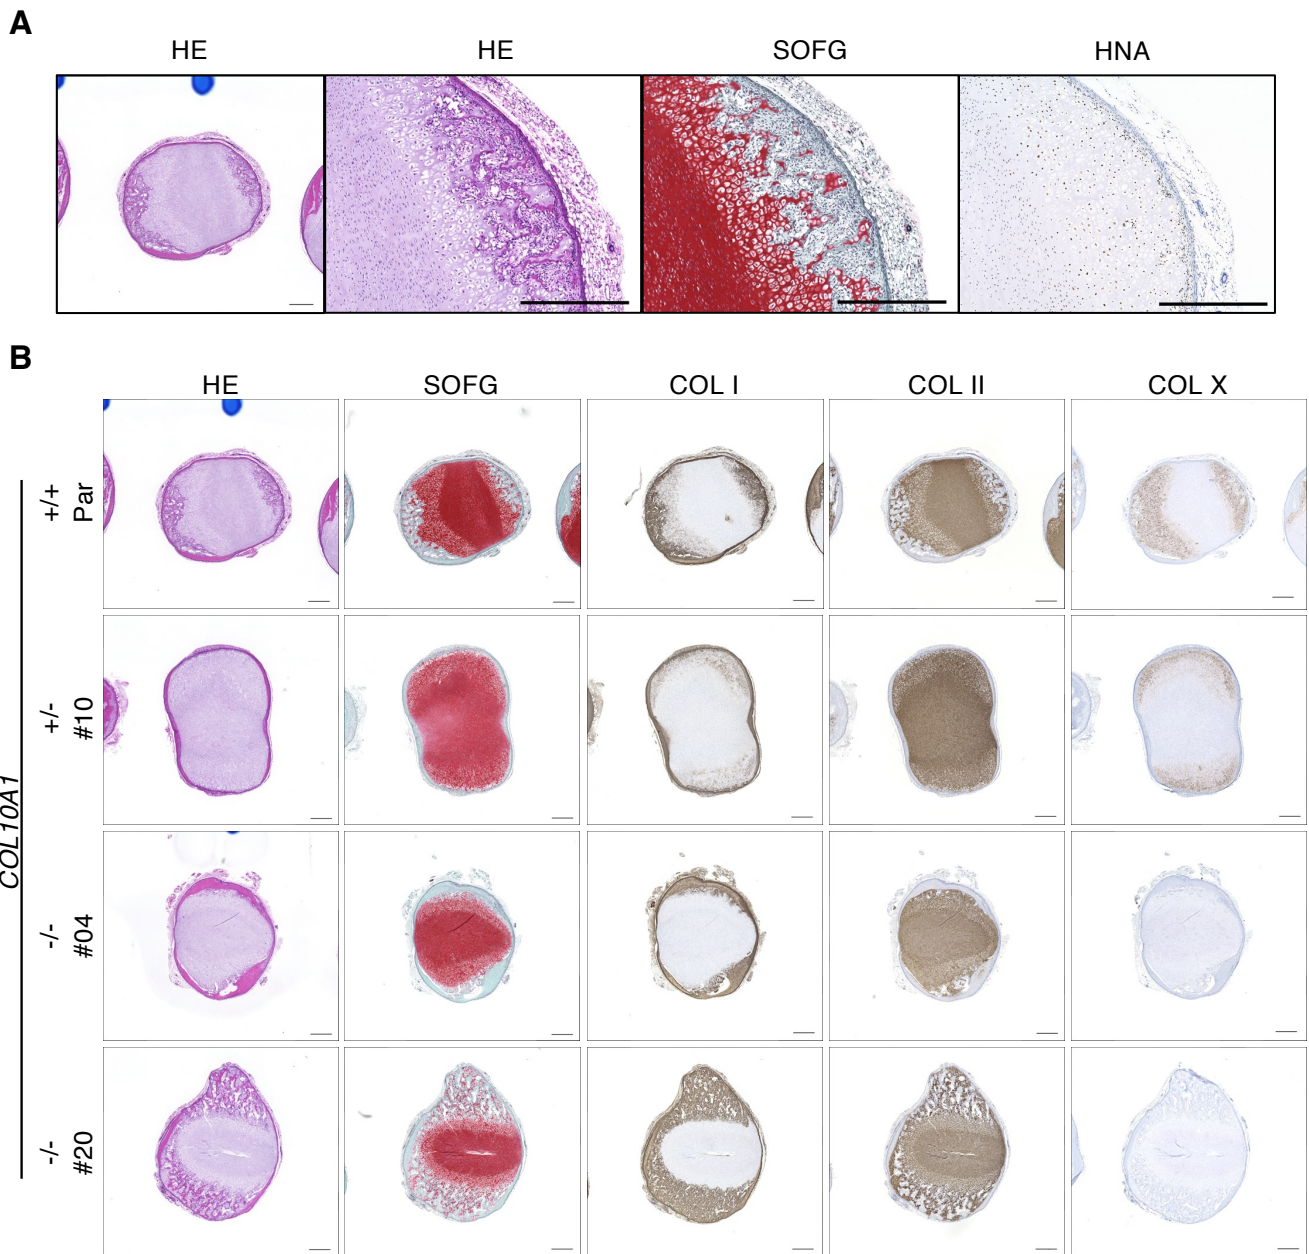 A
HE HE SOFG HNA
B
HE SOFG COL I COL II COL X
COL10A1
+/+
Par
+/-
#10
-/-
#04
-/-
#20